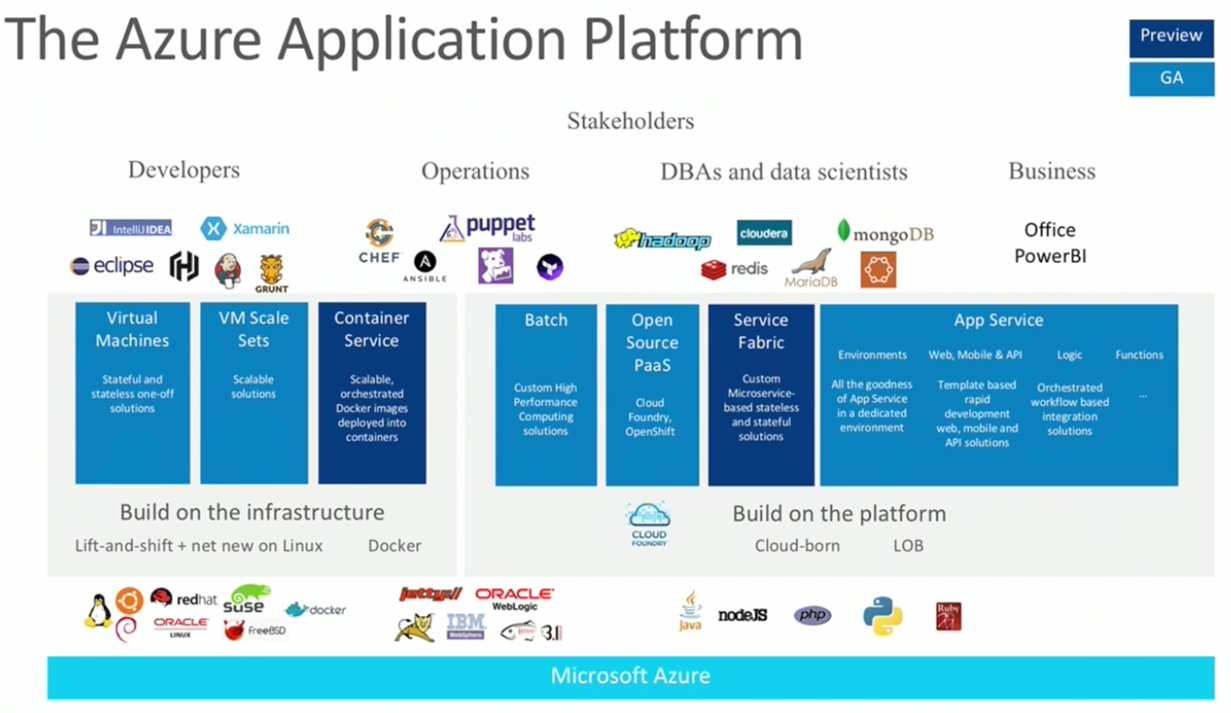 The Azure Application Platform
Preview
GA
Stakeholders
Developers
Operations
DBAs and data scientists
Business
IntelliJ IDEA
Xamarin
eclipse
GRUNT
CHEF
puppet
labs
ANSIBLE
hadoop
cloudera
mongoDB
redis
MariaDB
Office
PowerBI
Virtual
Machines
Stateful and
stateless one-off
solutions
VM Scale
Sets
Scalable
solutions
Container
Service
Scalable,
orchestrated
Docker images
deployed into
containers
Build on the infrastructure
Lift-and-shift + net new on Linux
Docker
Batch
Custom High
Performance
Computing
solutions
Open
Source
PaaS
Cloud
Foundry,
OpenShift
Service
Fabric
Custom
Microservice-
based stateless
and stateful
solutions
App Service
Environments
All the goodness
of App Service
in a dedicated
environment
Web, Mobile & API
Template based
rapid
development
web, mobile and
API solutions
Logic
Orchestrated
workflow based
integration
solutions
Functions
...
CLOUD
FOUNDRY
Build on the platform
Cloud-born
LOB
redhat
suse
docker
ORACLE
LINUX
FreeBSD
jetty://
ORACLE
WebLogic
IBM
WebSphere
3.1
Java
nodeJS
php
Ruby
Microsoft Azure